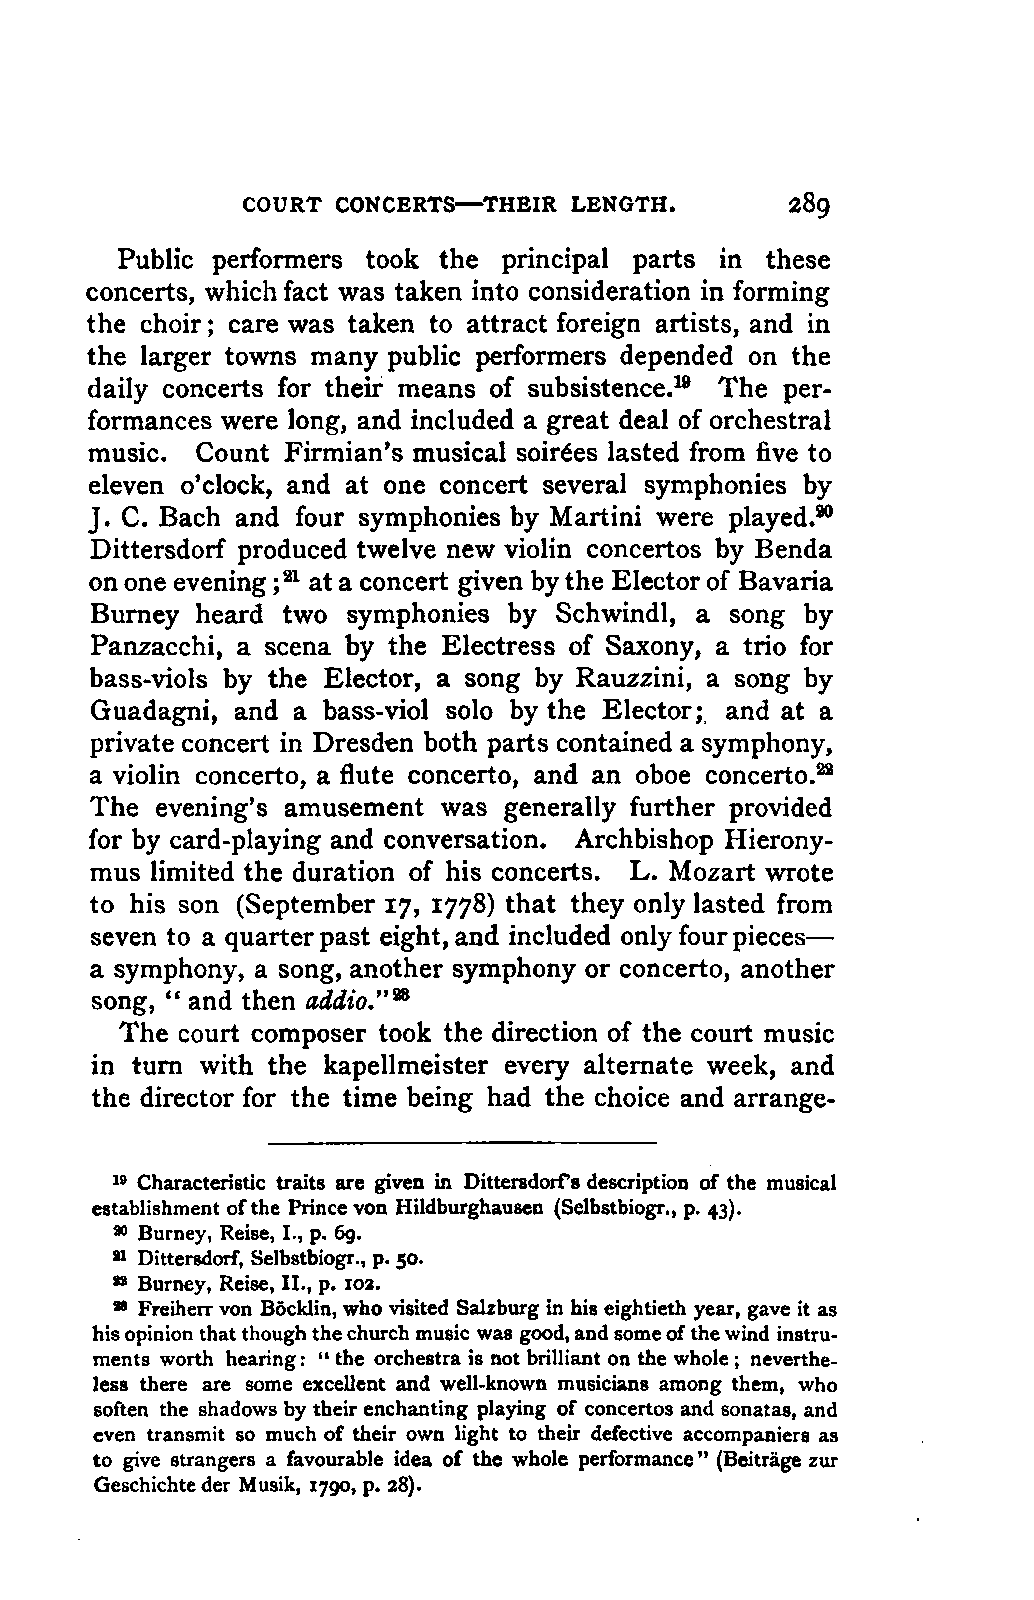 COURT CONCERTS—THEIR LENGTH. 289
Public performers took the principal parts in these
concerts, which fact was taken into consideration in forming
the choir; care was taken to attract foreign artists, and in
the larger towns many public performers depended on the
daily concerts for their means of subsistence.¹⁹ The per-
formances were long, and included a great deal of orchestral
music. Count Firmian's musical soirées lasted from five to
eleven o'clock, and at one concert several symphonies by
J. C. Bach and four symphonies by Martini were played.²⁰
Dittersdorf produced twelve new violin concertos by Benda
on one evening;²¹ at a concert given by the Elector of Bavaria
Burney heard two symphonies by Schwindl, a song by
Panzacchi, a scena by the Electress of Saxony, a trio for
bass-viols by the Elector, a song by Rauzzini, a song by
Guadagni, and a bass-viol solo by the Elector; and at a
private concert in Dresden both parts contained a symphony,
a violin concerto, a flute concerto, and an oboe concerto.²²
The evening's amusement was generally further provided
for by card-playing and conversation. Archbishop Hierony-
mus limited the duration of his concerts. L. Mozart wrote
to his son (September 17, 1778) that they only lasted from
seven to a quarter past eight, and included only four pieces—
a symphony, a song, another symphony or concerto, another
song, "and then addio."²³
The court composer took the direction of the court music
in turn with the kapellmeister every alternate week, and
the director for the time being had the choice and arrange-
¹⁹ Characteristic traits are given in Dittersdorf's description of the musical
establishment of the Prince von Hildburghausen (Selbstbiogr., p. 43).
²⁰ Burney, Reise, I., p. 69.
²¹ Dittersdorf, Selbstbiogr., p. 50.
²² Burney, Reise, II., p. 102.
²³ Freiherr von Böcklin, who visited Salzburg in his eightieth year, gave it as
his opinion that though the church music was good, and some of the wind instru-
ments worth hearing: "the orchestra is not brilliant on the whole; neverthe-
less there are some excellent and well-known musicians among them, who
soften the shadows by their enchanting playing of concertos and sonatas, and
even transmit so much of their own light to their defective accompaniers as
to give strangers a favourable idea of the whole performance" (Beiträge zur
Geschichte der Musik, 1790, p. 28).